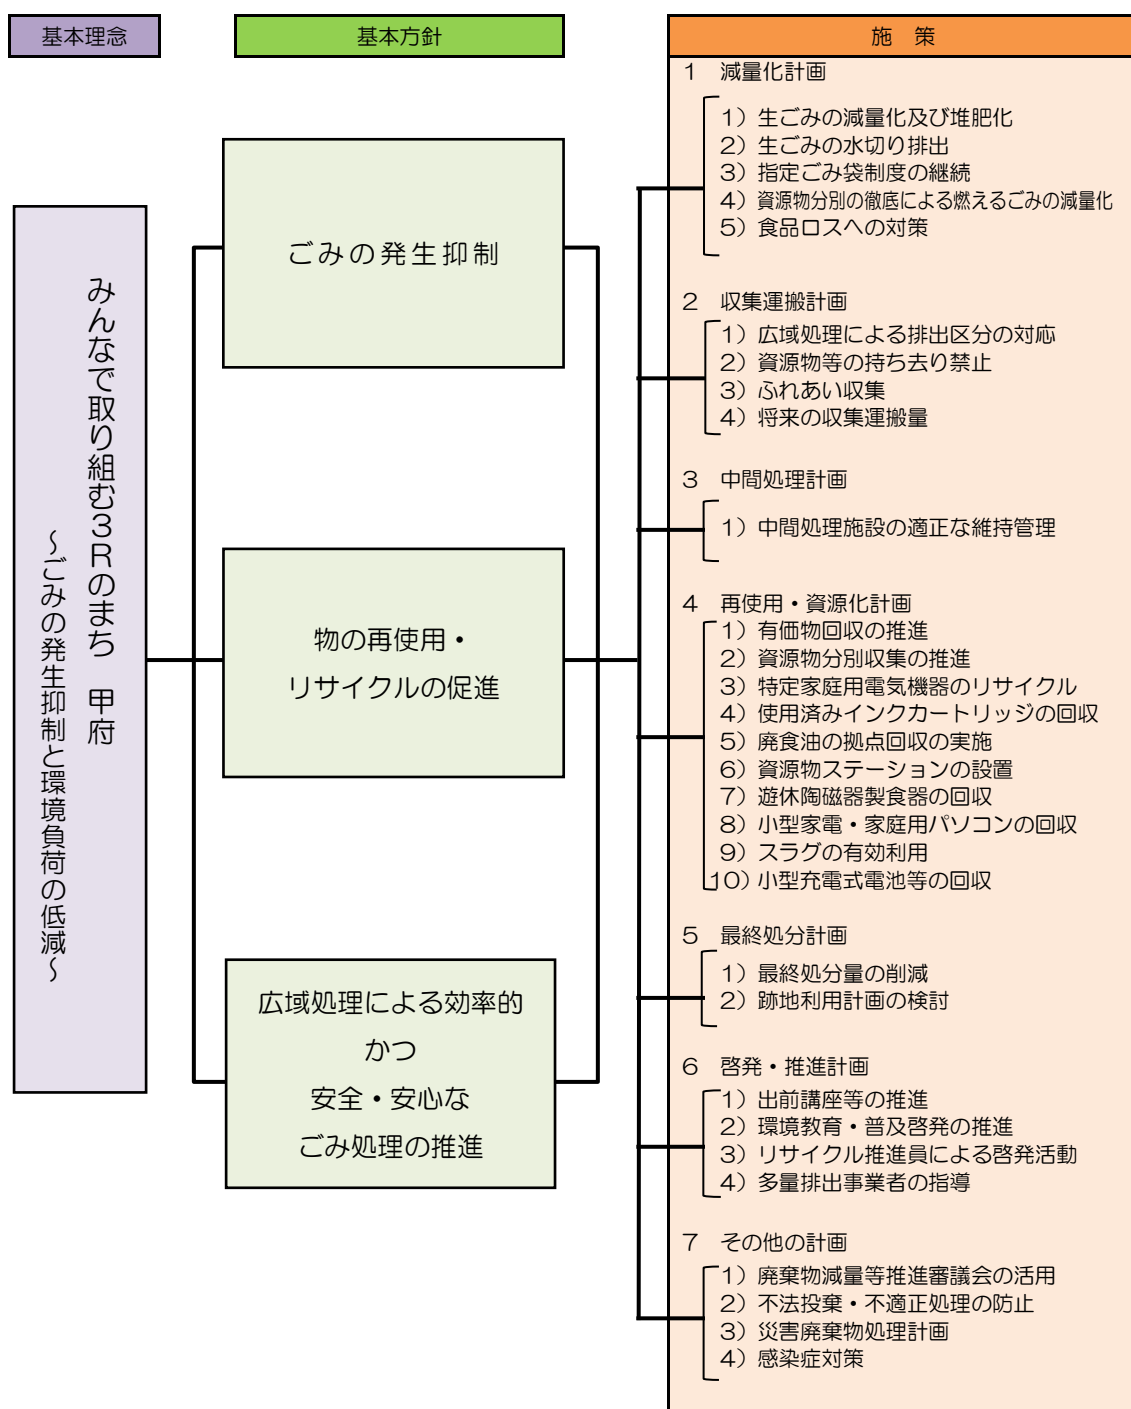 基本理念
基本方針
施　策
みんなで取り組む３Ｒのまち　甲府
～ごみの発生抑制と環境負荷の低減～
ごみの発生抑制
物の再使用・
リサイクルの促進
広域処理による効率的
かつ
安全・安心な
ごみ処理の推進
１　減量化計画
１）生ごみの減量化及び堆肥化
２）生ごみの水切り排出
３）指定ごみ袋制度の継続
４）資源物分別の徹底による燃えるごみの減量化
５）食品ロスへの対策
２　収集運搬計画
１）広域処理による排出区分の対応
２）資源物等の持ち去り禁止
３）ふれあい収集
４）将来の収集運搬量
３　中間処理計画
１）中間処理施設の適正な維持管理
４　再使用・資源化計画
１）有価物回収の推進
２）資源物分別収集の推進
３）特定家庭用電気機器のリサイクル
４）使用済みインクカートリッジの回収
５）廃食油の拠点回収の実施
６）資源物ステーションの設置
７）遊休陶磁器製食器の回収
８）小型家電・家庭用パソコンの回収
９）スラグの有効利用
１０）小型充電式電池等の回収
５　最終処分計画
１）最終処分量の削減
２）跡地利用計画の検討
６　啓発・推進計画
１）出前講座等の推進
２）環境教育・普及啓発の推進
３）リサイクル推進員による啓発活動
４）多量排出事業者の指導
７　その他の計画
１）廃棄物減量等推進審議会の活用
２）不法投棄・不適正処理の防止
３）災害廃棄物処理計画
４）感染症対策